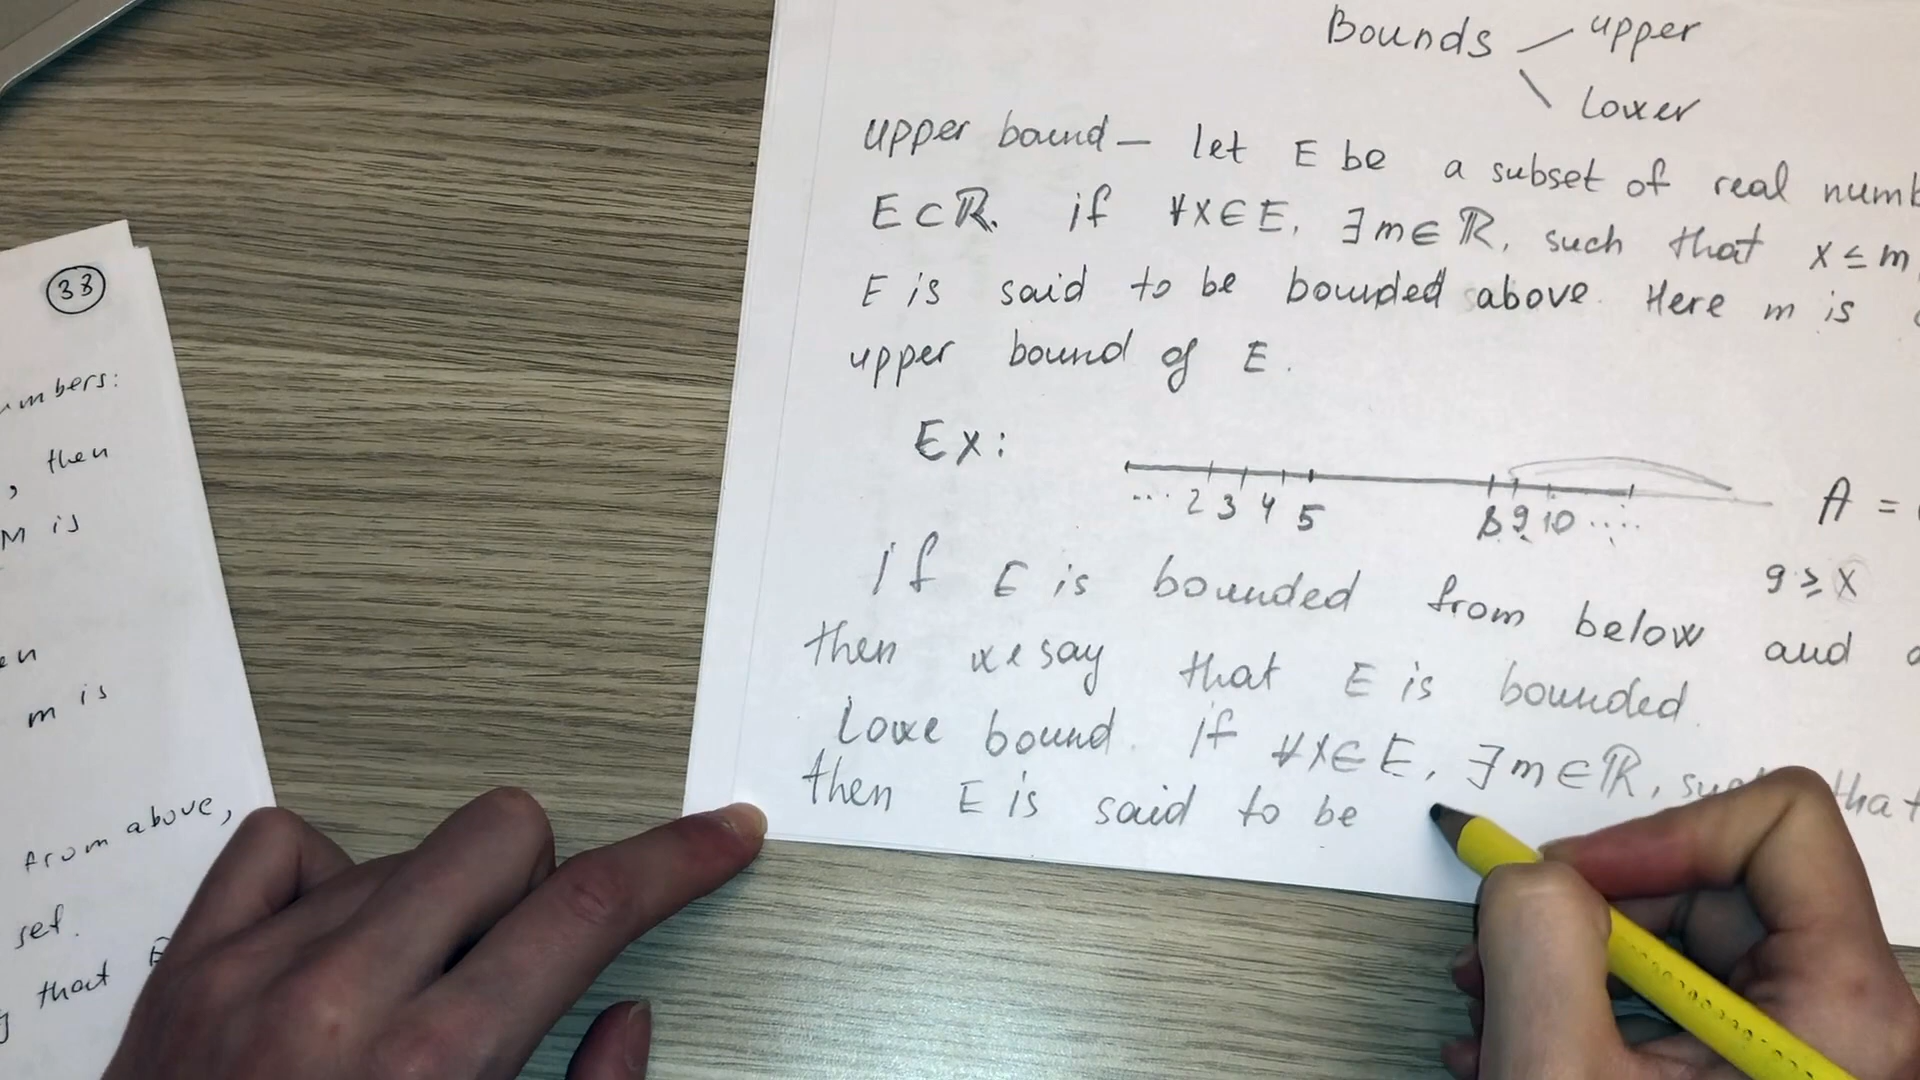 Bounds upper
Lower
upper bound – let E be a subset of real numb
E⊂ℝ. if ∀x∈E, ∃m∈ℝ, such that x≤m,
E is said to be bounded above. Here m is
upper bound of E.
Ex:
.... 2 3 4 5 8 9 10 .....
A =
9 ≥ x
if E is bounded from below and
then we say that E is bounded.
Lowe bound. if ∀x∈E, ∃m∈ℝ, such that
then E is said to be
38
mbers:
, then
M is
en
m is
from above,
set.
that